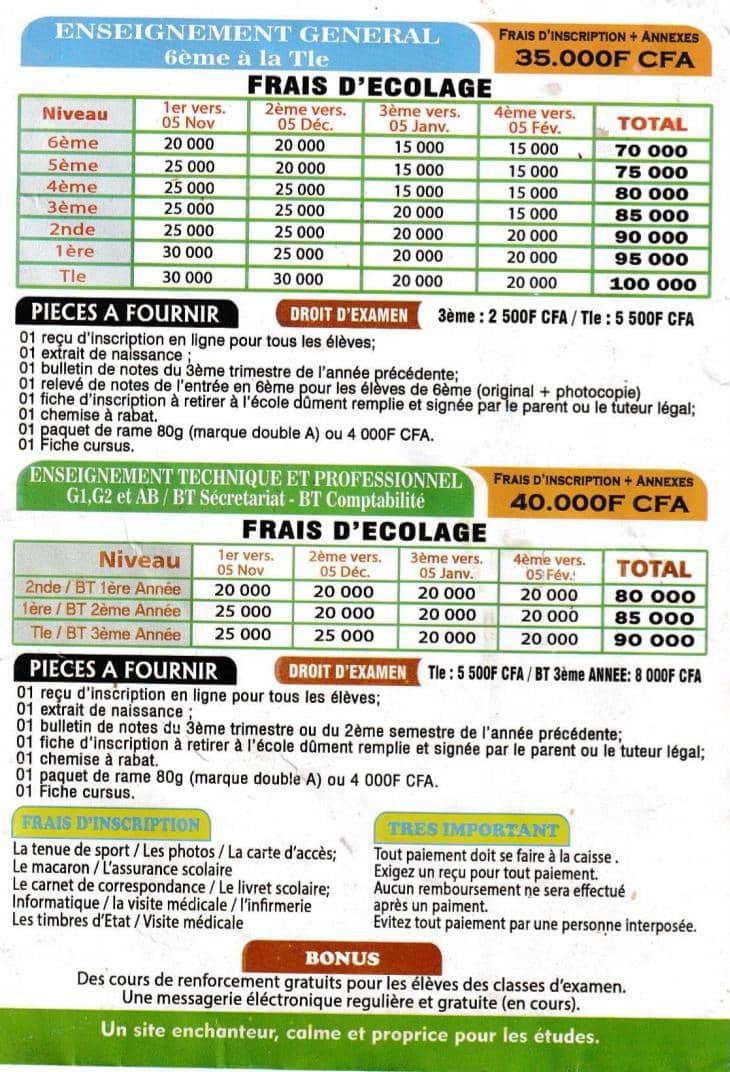 ENSEIGNEMENT GENERAL
6ème à la Tle
FRAIS D'INSCRIPTION + ANNEXES
35.000F CFA
FRAIS D'ECOLAGE
Niveau 1er vers. 05 Nov 2ème vers. 05 Déc. 3ème vers. 05 Janv. 4ème vers. 05 Fév. TOTAL
6ème 20 000 20 000 15 000 15 000 70 000
5ème 25 000 20 000 15 000 15 000 75 000
4ème 25 000 25 000 15 000 15 000 80 000
3ème 25 000 25 000 20 000 15 000 85 000
2nde 25 000 25 000 20 000 20 000 90 000
1ère 30 000 25 000 20 000 20 000 95 000
Tle 30 000 30 000 20 000 20 000 100 000
PIECES A FOURNIR DROIT D'EXAMEN 3ème : 2 500F CFA / Tle : 5 500F CFA
01 reçu d'inscription en ligne pour tous les élèves;
01 extrait de naissance ;
01 bulletin de notes du 3ème trimestre de l'année précédente;
01 relevé de notes de l'entrée en 6ème pour les élèves de 6ème (original + photocopie)
01 fiche d'inscription à retirer à l'école dûment remplie et signée par le parent ou le tuteur légal;
01 chemise à rabat.
01 paquet de rame 80g (marque double A) ou 4 000F CFA.
01 Fiche cursus.
ENSEIGNEMENT TECHNIQUE ET PROFESSIONNEL
G1,G2 et AB / BT Sécretariat - BT Comptabilité
FRAIS D'INSCRIPTION + ANNEXES
40.000F CFA
FRAIS D'ECOLAGE
Niveau 1er vers. 05 Nov 2ème vers. 05 Déc. 3ème vers. 05 Janv. 4ème vers. 05 Fév. TOTAL
2nde / BT 1ère Année 20 000 20 000 20 000 20 000 80 000
1ère / BT 2ème Année 25 000 20 000 20 000 20 000 85 000
Tle / BT 3ème Année 25 000 25 000 20 000 20 000 90 000
PIECES A FOURNIR DROIT D'EXAMEN Tle : 5 500F CFA / BT 3ème ANNEE: 8 000F CFA
01 reçu d'inscription en ligne pour tous les élèves;
01 extrait de naissance ;
01 bulletin de notes du 3ème trimestre ou du 2ème semestre de l'année précédente;
01 fiche d'inscription à retirer à l'école dûment remplie et signée par le parent ou le tuteur légal;
01 chemise à rabat.
01 paquet de rame 80g (marque double A) ou 4 000F CFA.
01 Fiche cursus.
FRAIS D'INSCRIPTION
La tenue de sport / Les photos / La carte d'accès;
Le macaron / L'assurance scolaire
Le carnet de correspondance / Le livret scolaire;
Informatique / la visite médicale / l'infirmerie
Les timbres d'Etat / Visite médicale
TRES IMPORTANT
Tout paiement doit se faire à la caisse .
Exigez un reçu pour tout paiement.
Aucun remboursement ne sera effectué
après un paiment.
Evitez tout paiement par une personne interposée.
BONUS
Des cours de renforcement gratuits pour les élèves des classes d'examen.
Une messagerie éléctronique regulière et gratuite (en cours).
Un site enchanteur, calme et proprice pour les études.